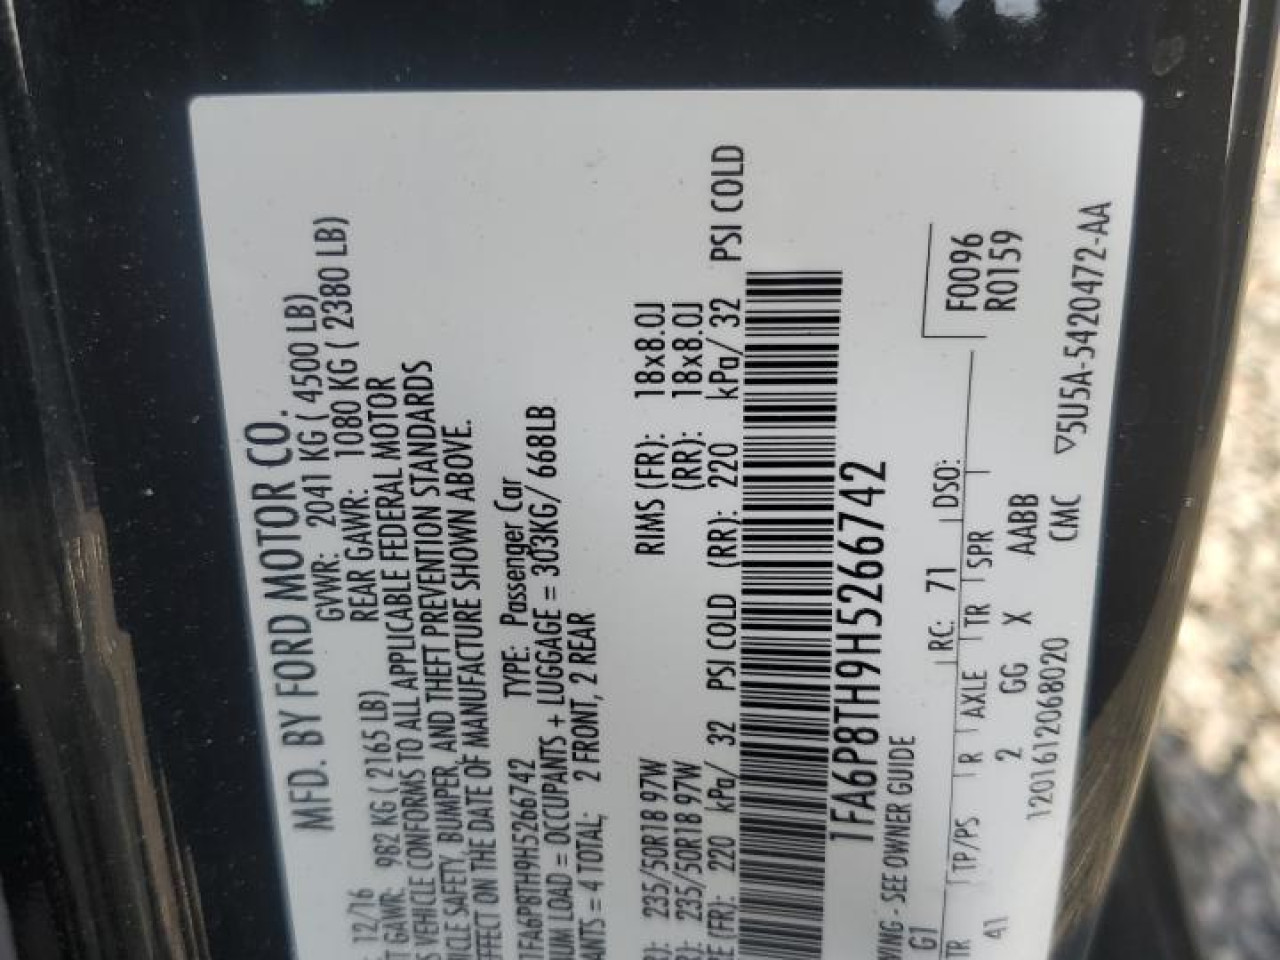 MFD. BY FORD MOTOR CO.
12/16 GVWR: 2041 KG ( 4500 LB)
T GAWR: 982 KG ( 2165 LB) REAR GAWR: 1080 KG ( 2380 LB)
S VEHICLE CONFORMS TO ALL APPLICABLE FEDERAL MOTOR
ICLE SAFETY, BUMPER, AND THEFT PREVENTION STANDARDS
FFECT ON THE DATE OF MANUFACTURE SHOWN ABOVE.
1FA6P8TH9H5266742 TYPE: Passenger Car
UM LOAD = OCCUPANTS + LUGGAGE = 303KG/ 668LB
ANTS = 4 TOTAL; 2 FRONT, 2 REAR
R): 235/50R18 97W RIMS (FR): 18x8.0J
R): 235/50R18 97W (RR): 18x8.0J
E (FR): 220 kPa/ 32 PSI COLD (RR): 220 kPa/ 32 PSI COLD
1FA6P8TH9H5266742
NING - SEE OWNER GUIDE
G1 RC: 71 DSO: F0096
TR TP/PS R AXLE TR SPR R0159
41 2 GG X AABB
1201612068020 CMC ▽5U5A-5420472-AA